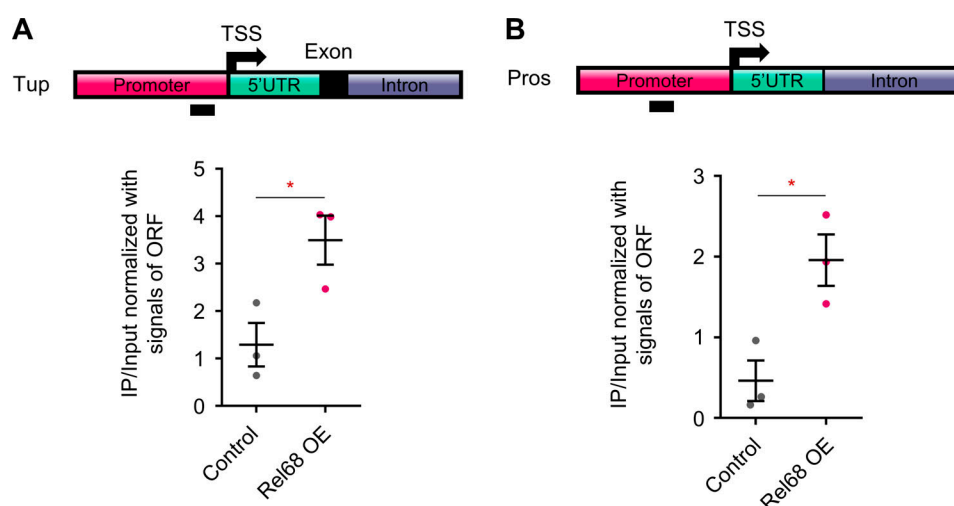 A
TSS
Exon
Tup
Promoter
5'UTR
Intron
IP/Input normalized with
signals of ORF
5
4
3
2
1
0
*
Control
Rel68 OE
B
TSS
Pros
Promoter
5'UTR
Intron
IP/Input normalized with
signals of ORF
3
2
1
0
*
Control
Rel68 OE